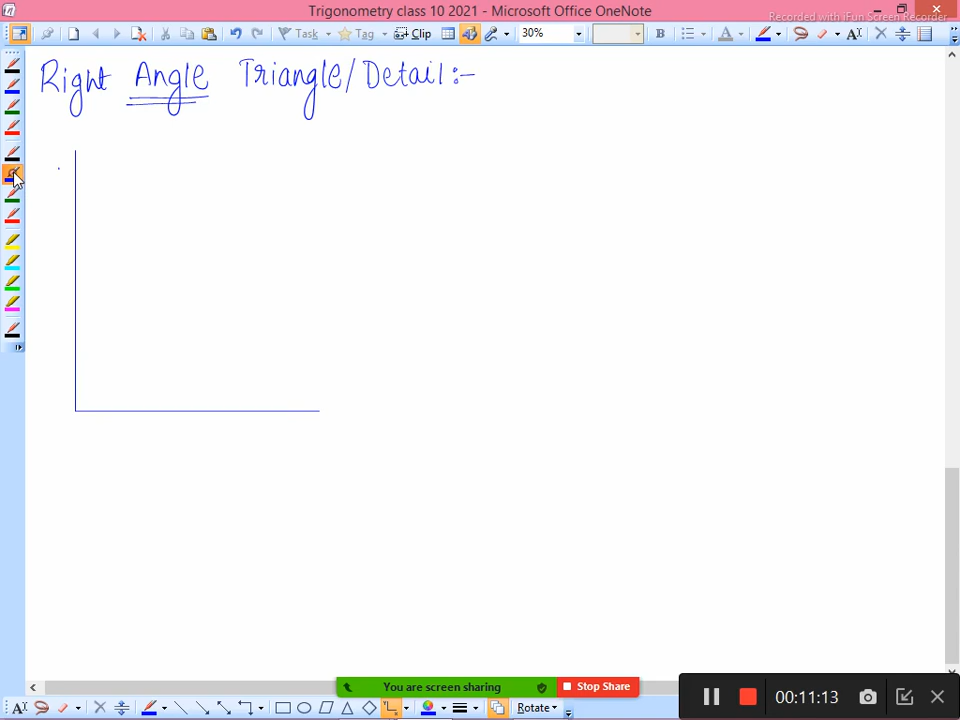 Trigonometry class 10 2021 - Microsoft Office OneNote
Recorded with iFun Screen Recorder
Task Tag Clip 30% B A A
Right Angle Triangle/Detail :-
You are screen sharing Stop Share
00:11:13
A Rotate